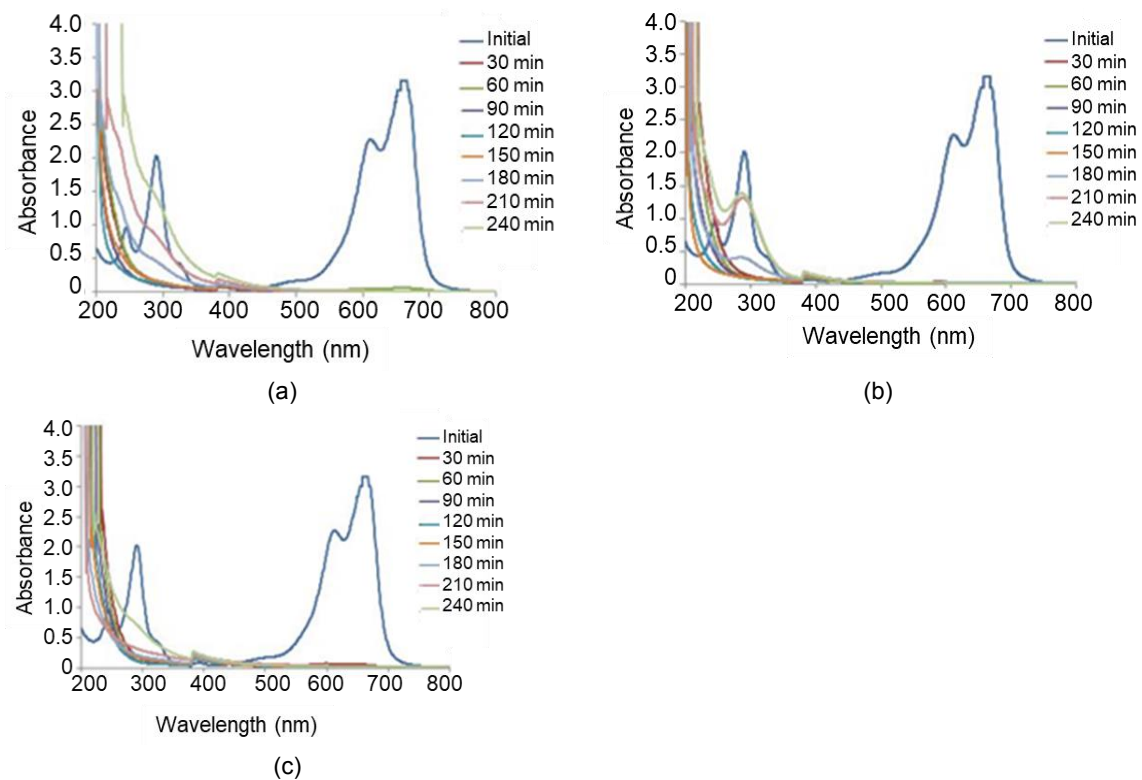 4.0
3.5
3.0
2.5
2.0
1.5
1.0
0.5
0
Absorbance
200 300 400 500 600 700 800
Wavelength (nm)
Initial
30 min
60 min
90 min
120 min
150 min
180 min
210 min
240 min
(a)
4.0
3.5
3.0
2.5
2.0
1.5
1.0
0.5
0
Absorbance
200 300 400 500 600 700 800
Wavelength (nm)
Initial
30 min
60 min
90 min
120 min
150 min
180 min
210 min
240 min
(b)
4.0
3.5
3.0
2.5
2.0
1.5
1.0
0.5
0
Absorbance
200 300 400 500 600 700 800
Wavelength (nm)
Initial
30 min
60 min
90 min
120 min
150 min
180 min
210 min
240 min
(c)